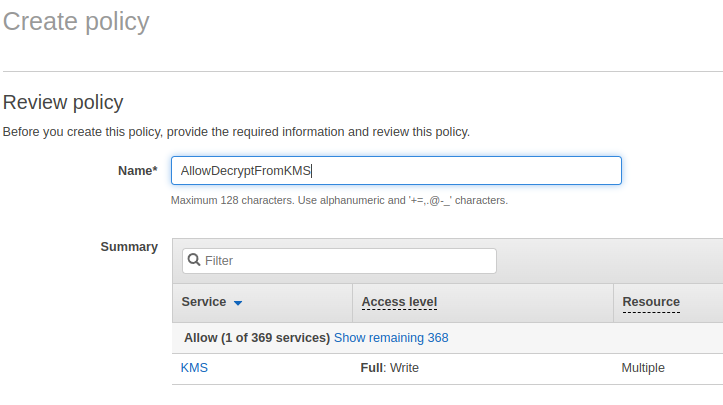 Create policy
Review policy
Before you create this policy, provide the required information and review this policy.
Name* AllowDecryptFromKMS
Maximum 128 characters. Use alphanumeric and '+=,.@-_' characters.
Summary Filter
Service Access level Resource
Allow (1 of 369 services) Show remaining 368
KMS Full: Write Multiple